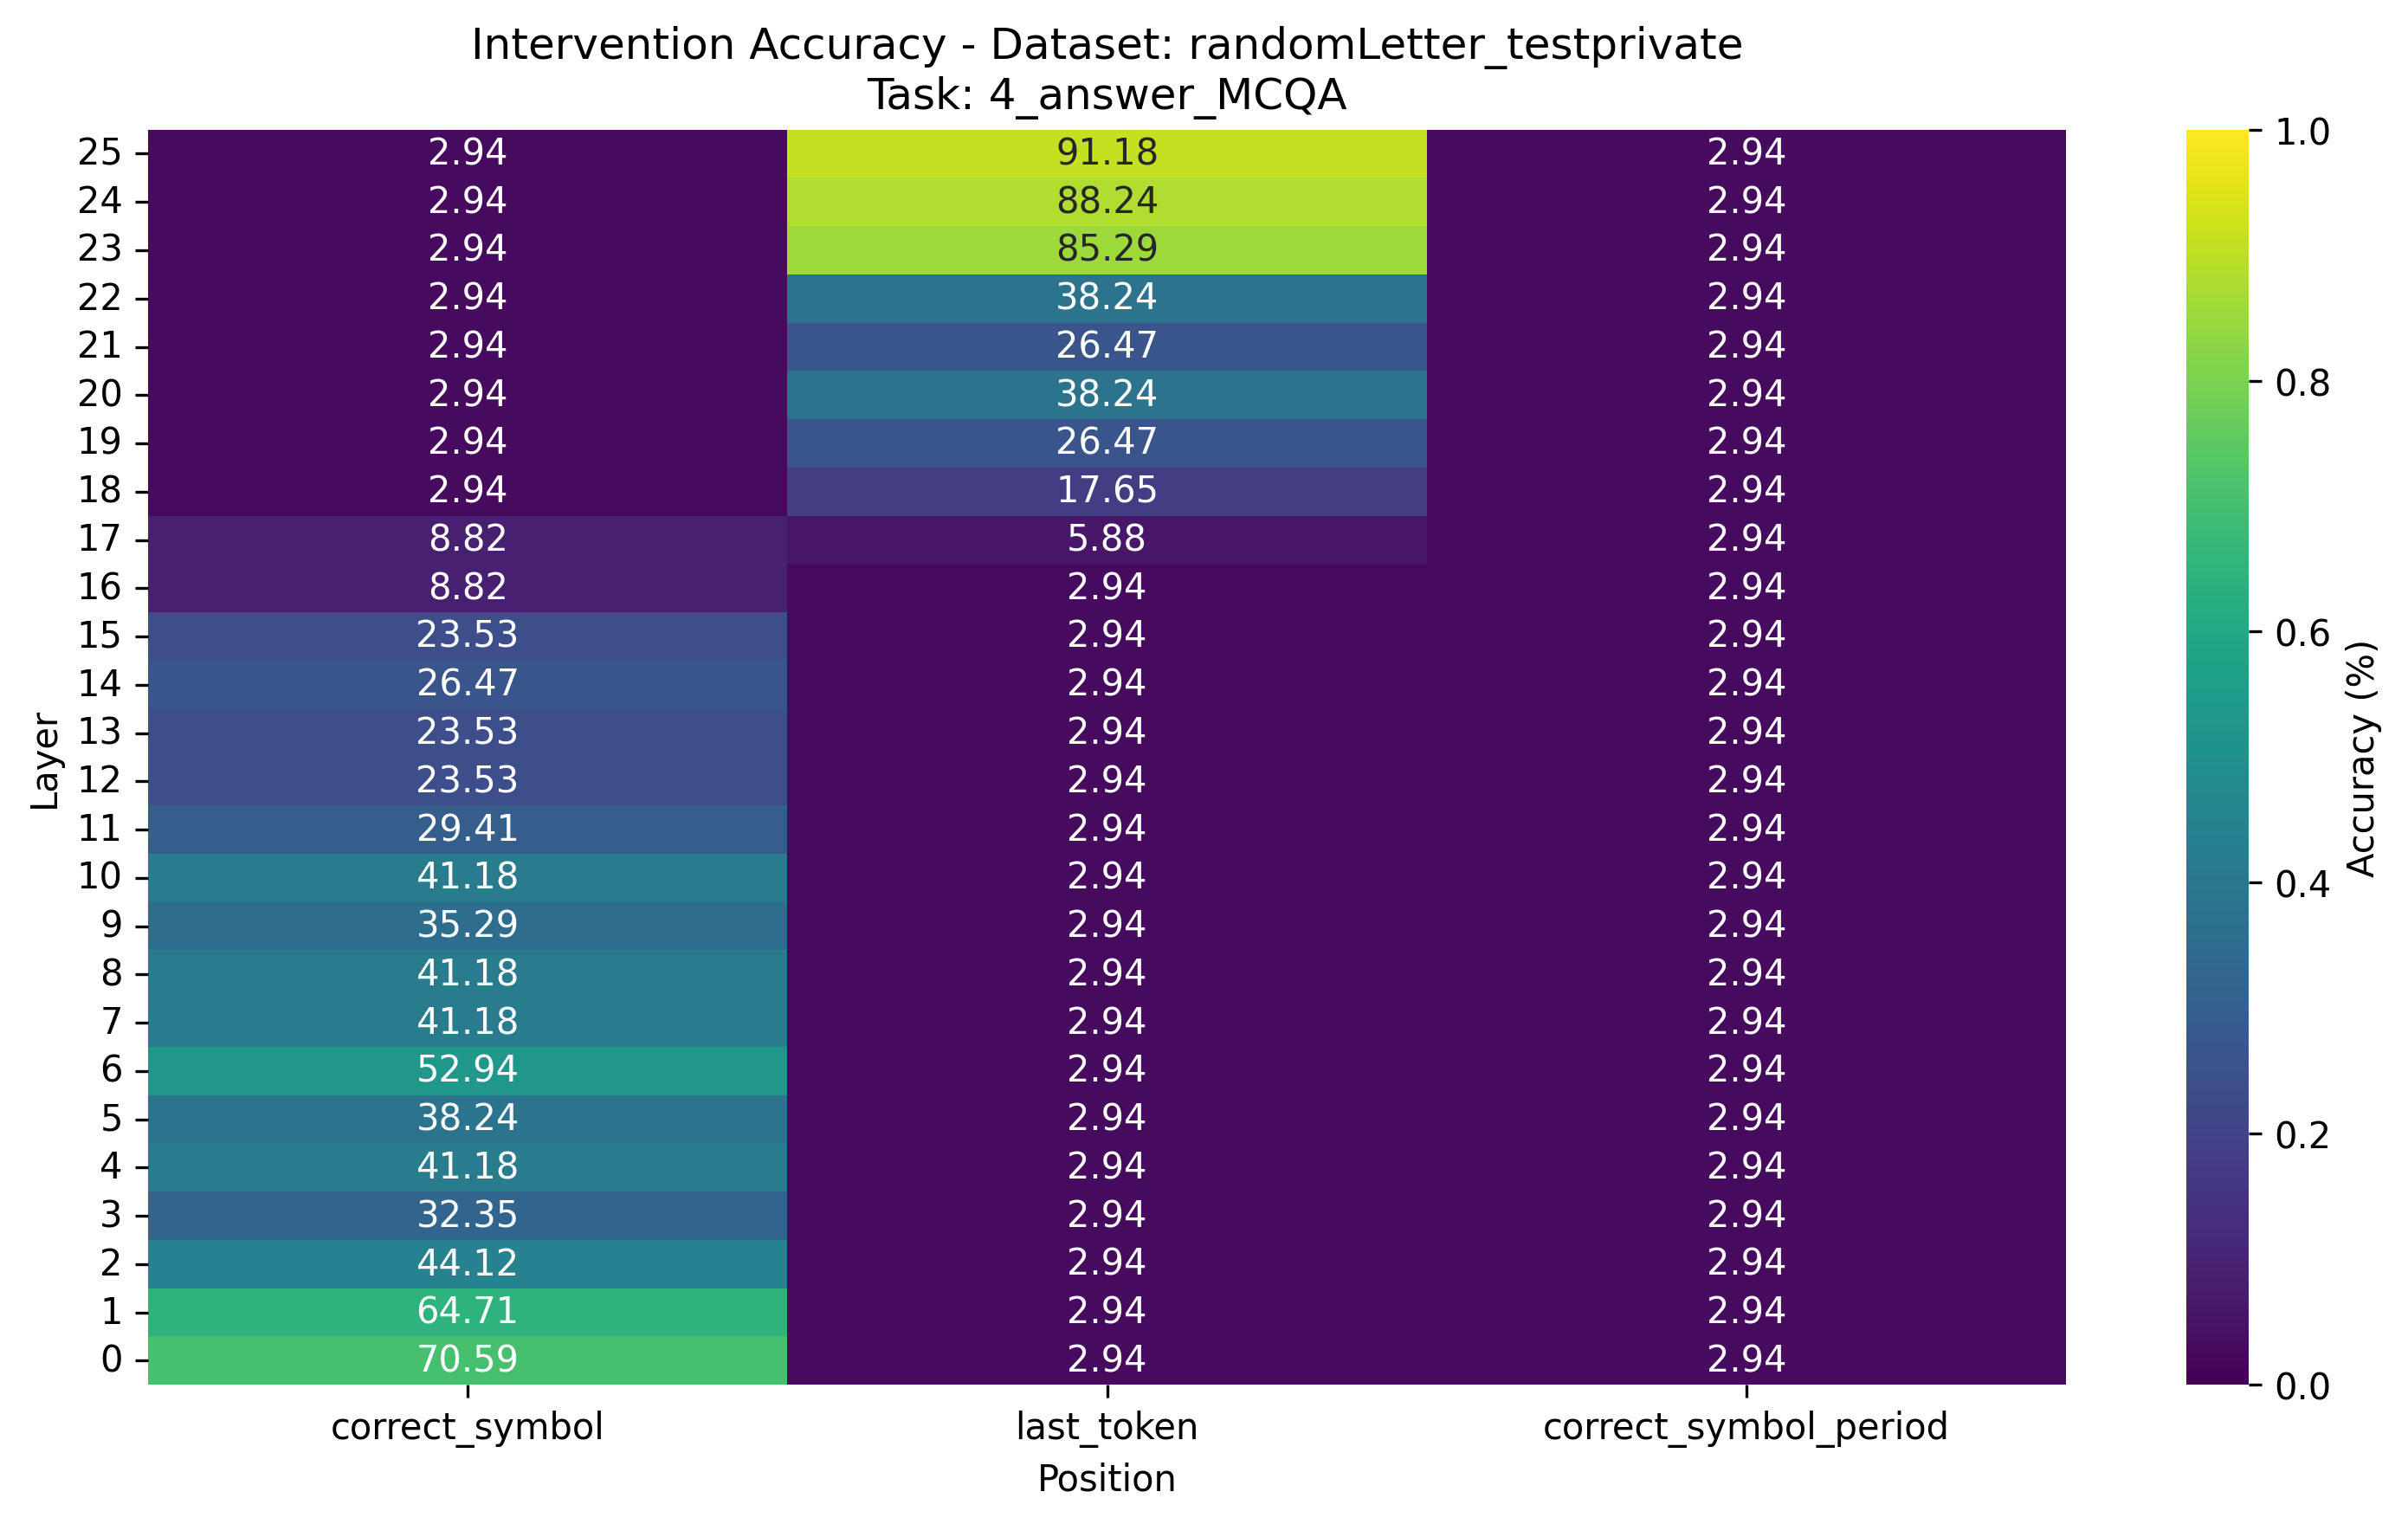 Intervention Accuracy - Dataset: randomLetter_testprivate
Task: 4_answer_MCQA
25 2.94 91.18 2.94
24 2.94 88.24 2.94
23 2.94 85.29 2.94
22 2.94 38.24 2.94
21 2.94 26.47 2.94
20 2.94 38.24 2.94
19 2.94 26.47 2.94
18 2.94 17.65 2.94
17 8.82 5.88 2.94
16 8.82 2.94 2.94
15 23.53 2.94 2.94
14 26.47 2.94 2.94
13 23.53 2.94 2.94
12 23.53 2.94 2.94
11 29.41 2.94 2.94
10 41.18 2.94 2.94
9 35.29 2.94 2.94
8 41.18 2.94 2.94
7 41.18 2.94 2.94
6 52.94 2.94 2.94
5 38.24 2.94 2.94
4 41.18 2.94 2.94
3 32.35 2.94 2.94
2 44.12 2.94 2.94
1 64.71 2.94 2.94
0 70.59 2.94 2.94
Layer
correct_symbol last_token correct_symbol_period
Position
1.0
0.8
0.6
0.4
0.2
0.0
Accuracy (%)